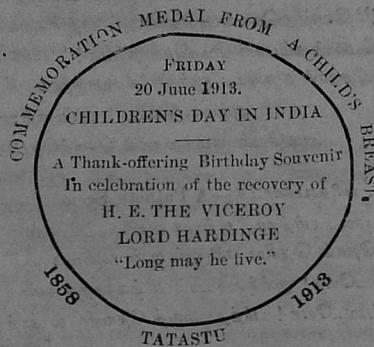 COMMEMORATION MEDAL FROM A CHILD'S BREAST.
FRIDAY
20 Juue 1913.
CHILDREN'S DAY IN INDIA
A Thank-offering Birthday Souvenir
In celebration of the recovery of
H. E. THE VICEROY
LORD HARDINGE
"Long may he live."
1858
1913
TATASTU